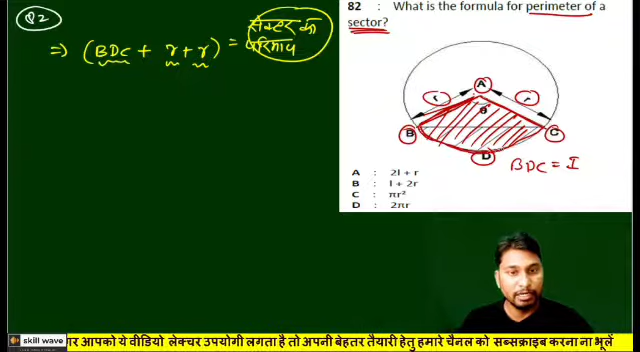 Q2
⇒ (BDC + r + r) = सेक्टर का परिमाप
82 : What is the formula for perimeter of a sector?
A
r r
θ
B C
D
BDC = I
A : 2l + r
B : l + 2r
C : πr²
D : 2πr
skill wave
गर आपको ये वीडियो लेक्चर उपयोगी लगता है तो अपनी बेहतर तैयारी हेतु हमारे चैनल को सब्सक्राइब करना ना भूलें